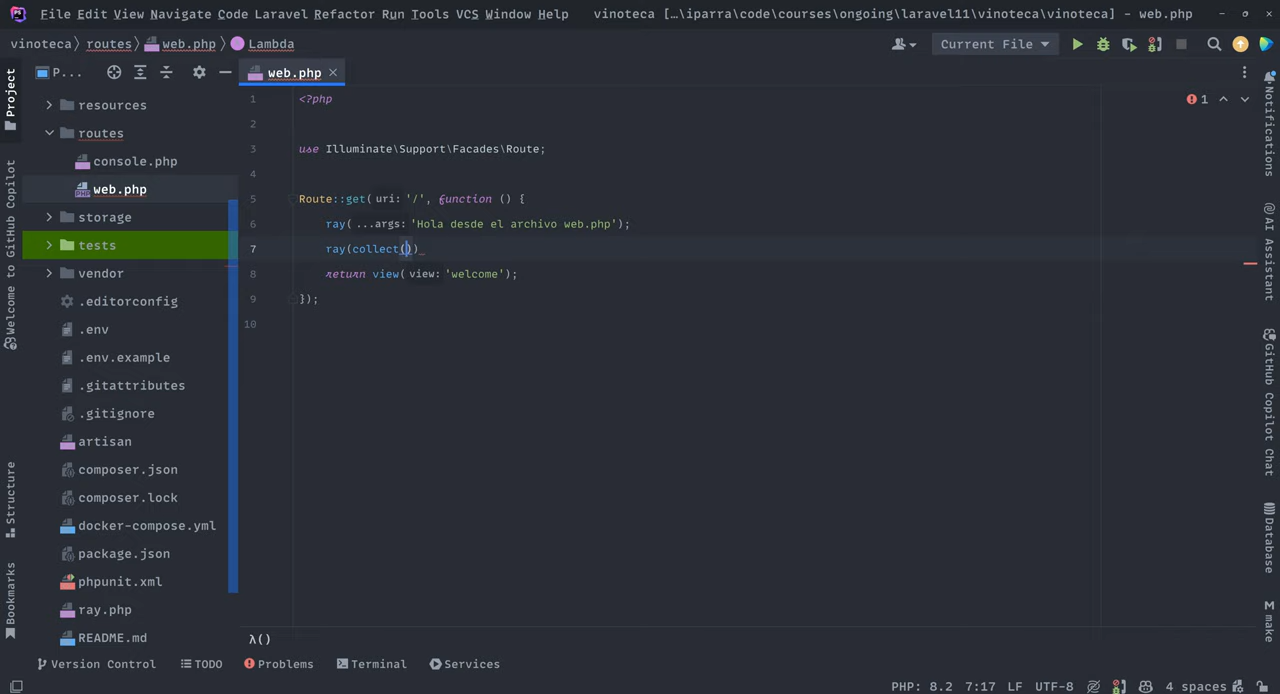 File Edit View Navigate Code Laravel Refactor Run Tools VCS Window Help vinoteca […\iparra\code\courses\ongoing\laravel11\vinoteca\vinoteca] - web.php
vinoteca routes web.php Lambda Current File
Project
P...
web.php
resources
routes
console.php
web.php
storage
tests
vendor
.editorconfig
.env
.env.example
.gitattributes
.gitignore
artisan
composer.json
composer.lock
docker-compose.yml
package.json
phpunit.xml
ray.php
README.md
Welcome to GitHub Copilot
Structure
Bookmarks
1 <?php
2
3 use Illuminate\Support\Facades\Route;
4
5 Route::get( uri: '/', function () {
6 ray( ...args: 'Hola desde el archivo web.php');
7 ray(collect())
8 return view( view: 'welcome');
9 });
10
1
Notifications
AI Assistant
GitHub Copilot Chat
Database
M make
λ()
Version Control TODO Problems Terminal Services
PHP: 8.2 7:17 LF UTF-8 4 spaces